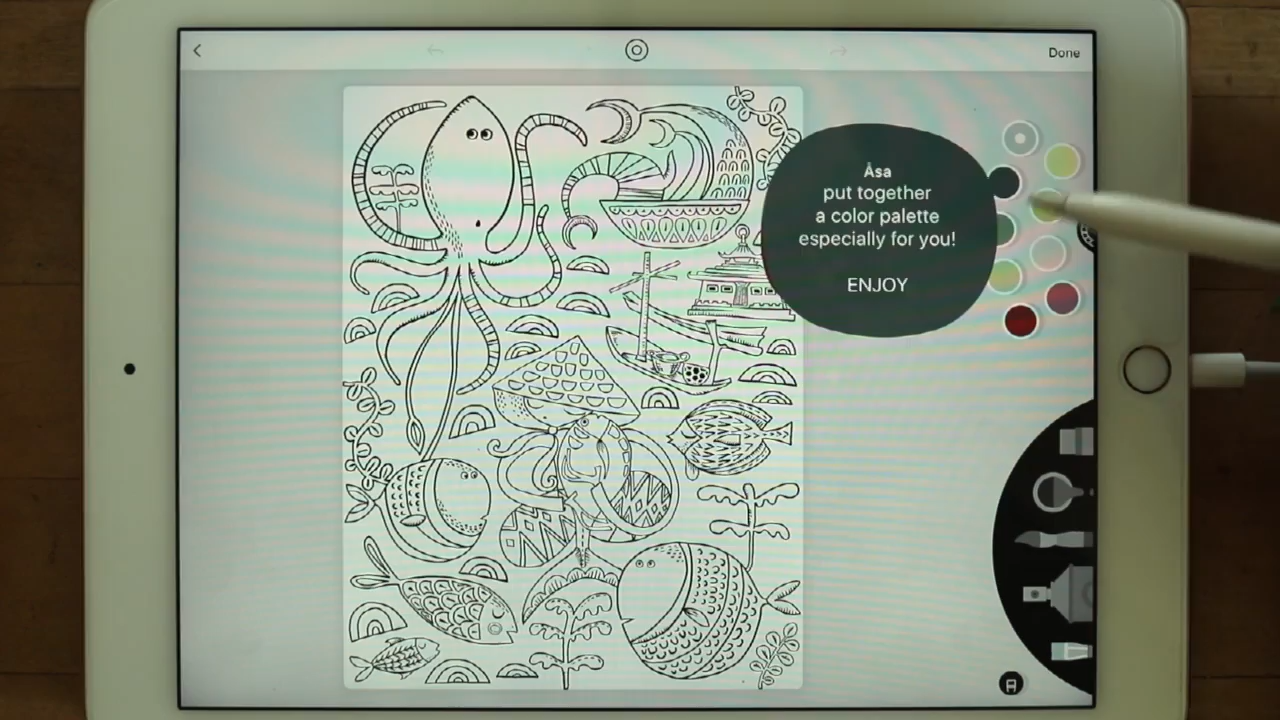 Done
Åsa
put together
a color palette
especially for you!
ENJOY